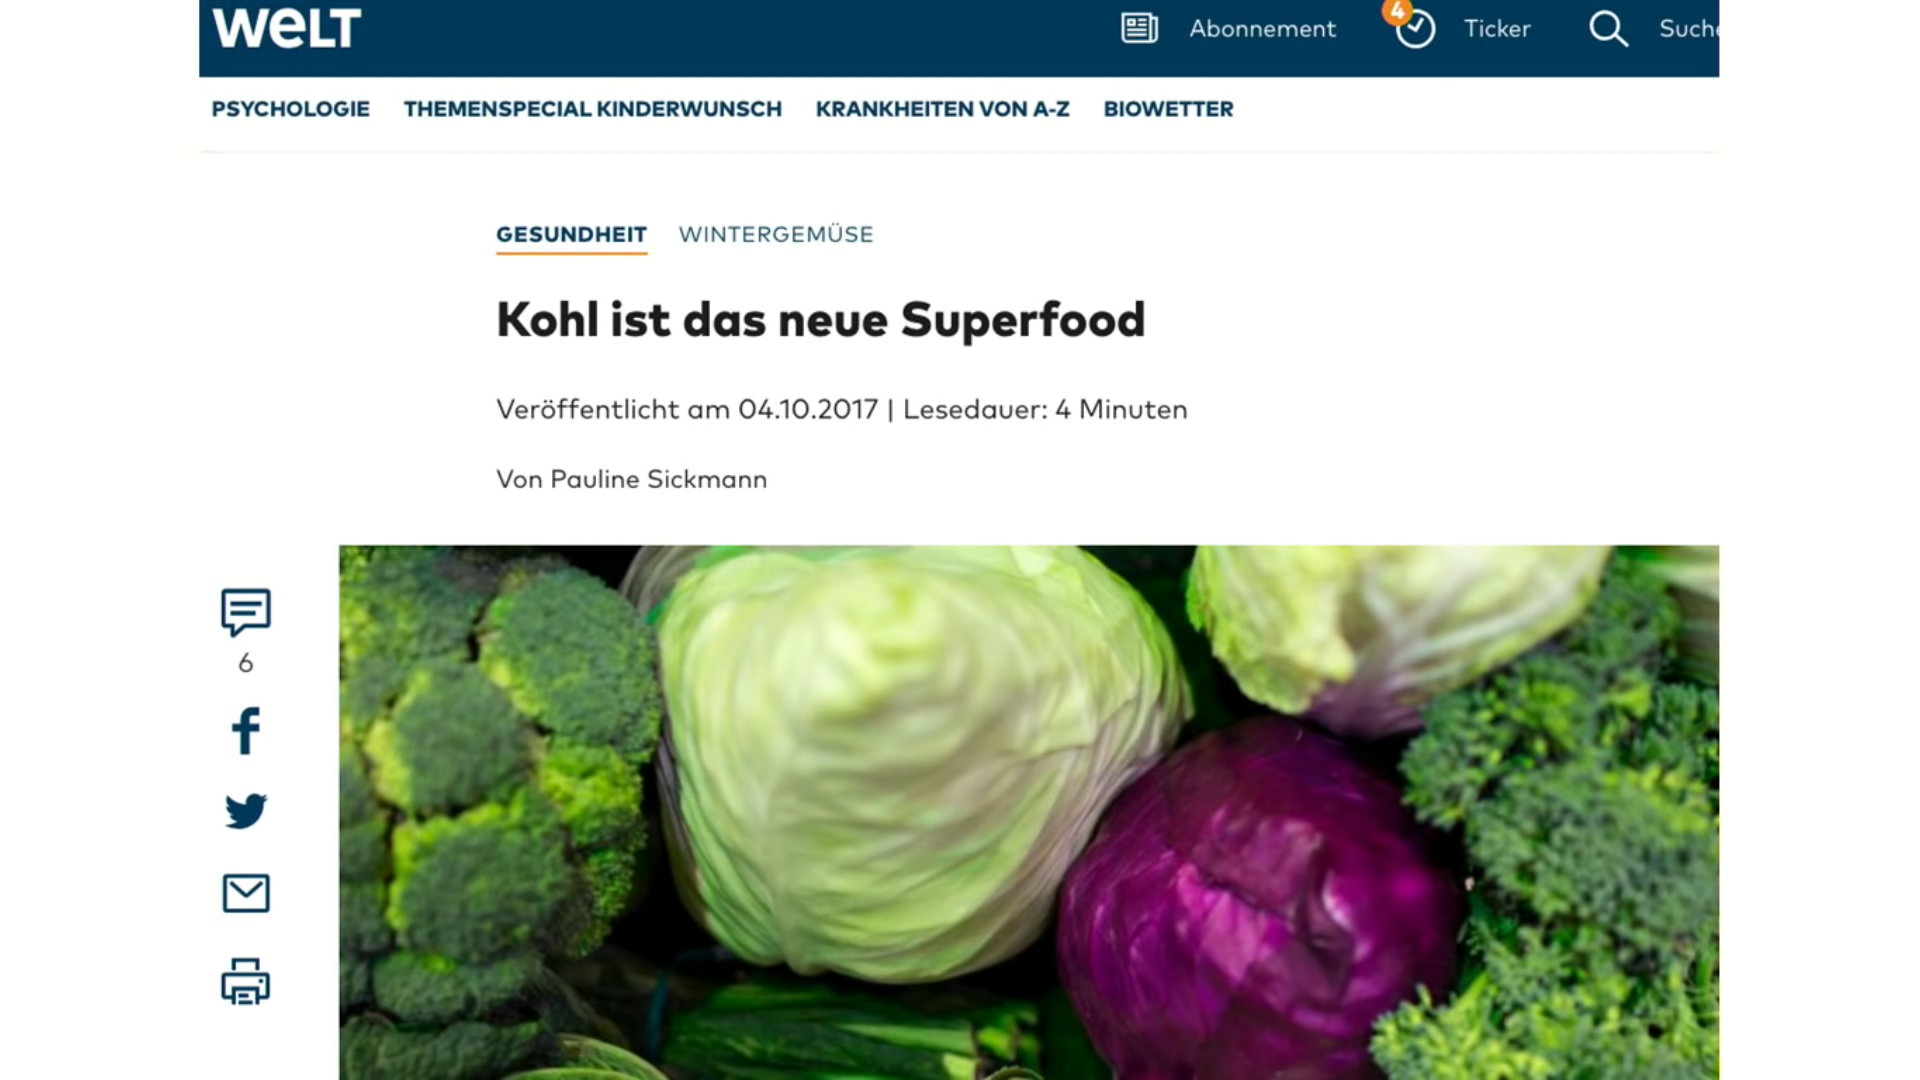 WELT
Abonnement 4 Ticker Suche
PSYCHOLOGIE THEMENSPECIAL KINDERWUNSCH KRANKHEITEN VON A-Z BIOWETTER
GESUNDHEIT WINTERGEMÜSE
Kohl ist das neue Superfood
Veröffentlicht am 04.10.2017 | Lesedauer: 4 Minuten
Von Pauline Sickmann
6